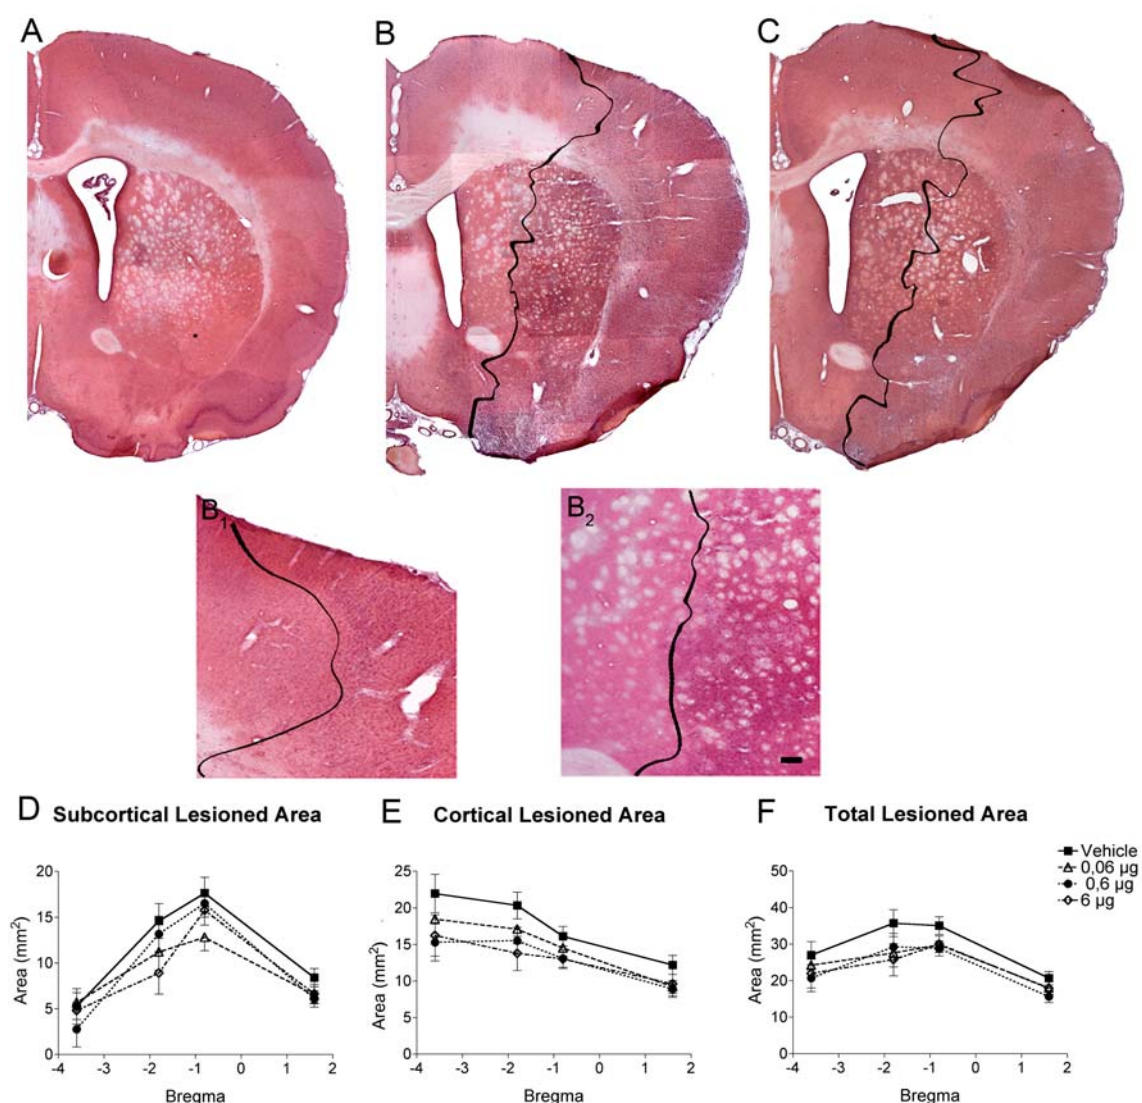 A
B
C
B1
B2
D Subcortical Lesioned Area
20
15
10
5
0
Area (mm²)
-4 -3 -2 -1 0 1 2
Bregma
E Cortical Lesioned Area
25
20
15
10
5
0
Area (mm²)
-4 -3 -2 -1 0 1 2
Bregma
F Total Lesioned Area
50
40
30
20
10
0
Area (mm²)
-4 -3 -2 -1 0 1 2
Bregma
Vehicle
0,06 µg
0,6 µg
6 µg